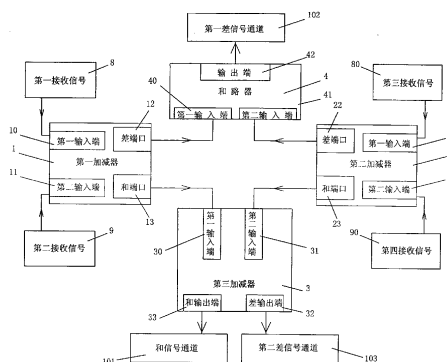 第一差信号通道
102
42
第一接收信号
8
输出端
和路器
4
40
41
第一输入端
第二输入端
80
第三接收信号
12
22
10
第一输入端
差端口
1
第一加减器
11
第二输入端
和端口
13
差端口
第一输入端
第二加减器
和端口
第二输入端
23
第二接收信号
9
第一输入端
30
第二输入端
31
90
第四接收信号
第三加减器
3
和输出端
差输出端
33
32
和信号通道
101
第二差信号通道
103